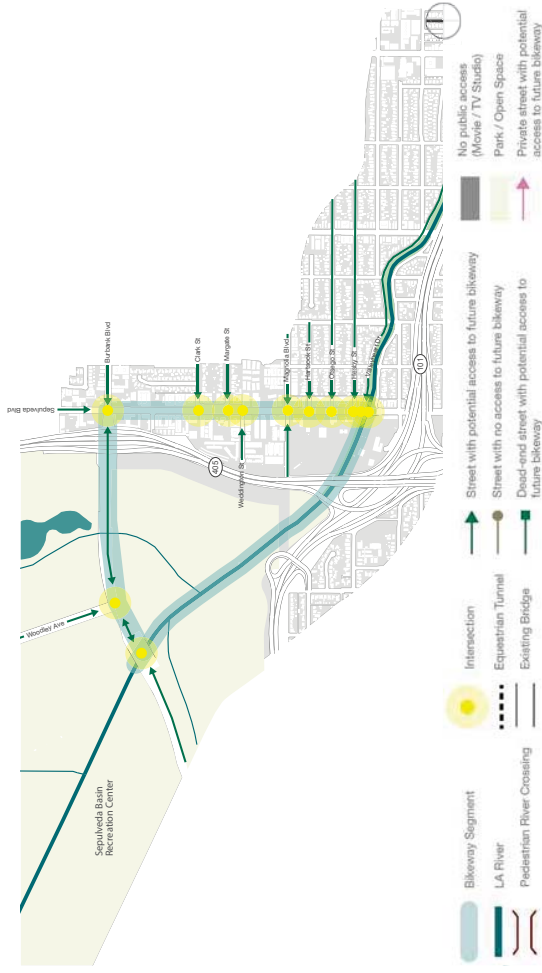 Sepulveda Blvd
Burbank Blvd
Clark St
Margate St
Weddington St
Magnolia Blvd
Hartsook St
Otsego St
Hesby St
Valleyheart Dr
405
101
Woodley Ave
Sepulveda Basin
Recreation Center
Bikeway Segment
LA River
Pedestrian River Crossing
Intersection
Equestrian Tunnel
Existing Bridge
Street with potential access to future bikeway
Street with no access to future bikeway
Dead-end street with potential access to
future bikeway
No public access
(Movie / TV Studio)
Park / Open Space
Private street with potential
access to future bikeway